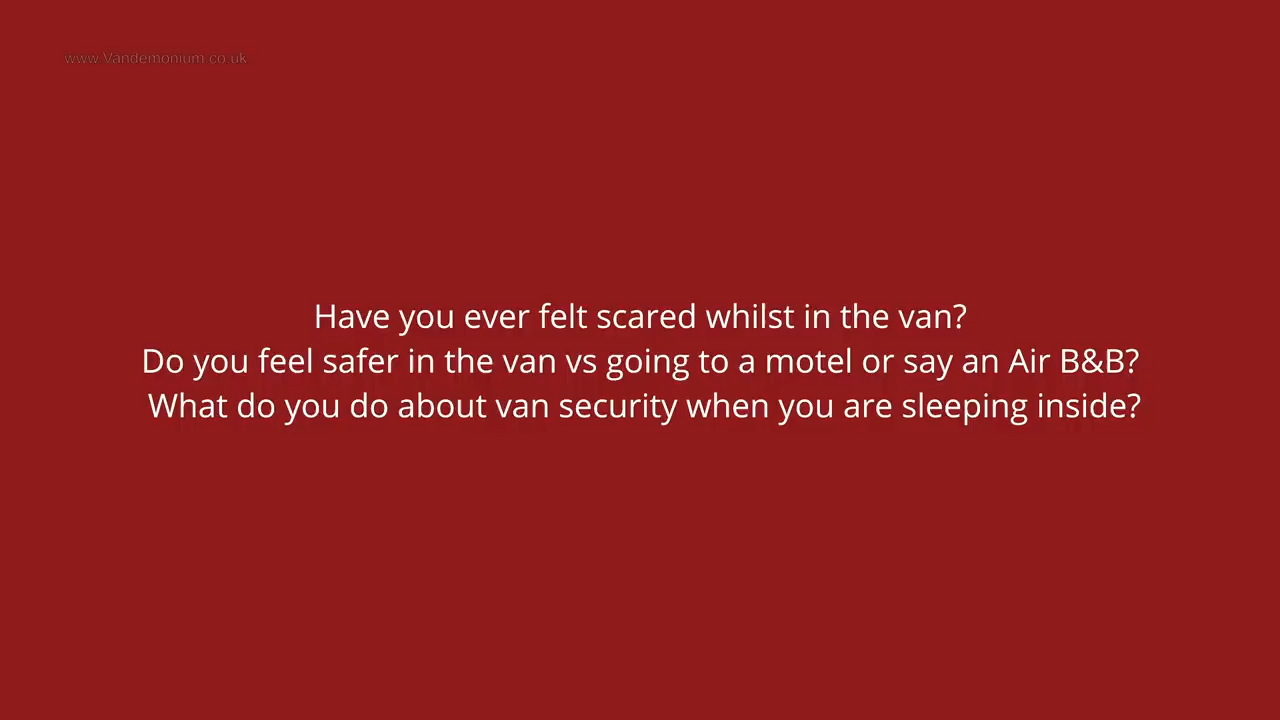 www.Vandemonium.co.uk
Have you ever felt scared whilst in the van?
Do you feel safer in the van vs going to a motel or say an Air B&B?
What do you do about van security when you are sleeping inside?